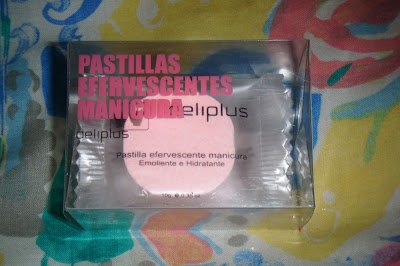 PASTILLAS
EFERVESCENTES
MANICURA
deliplus
deliplus
Pastilla efervescente manicura
Emoliente e Hidratante